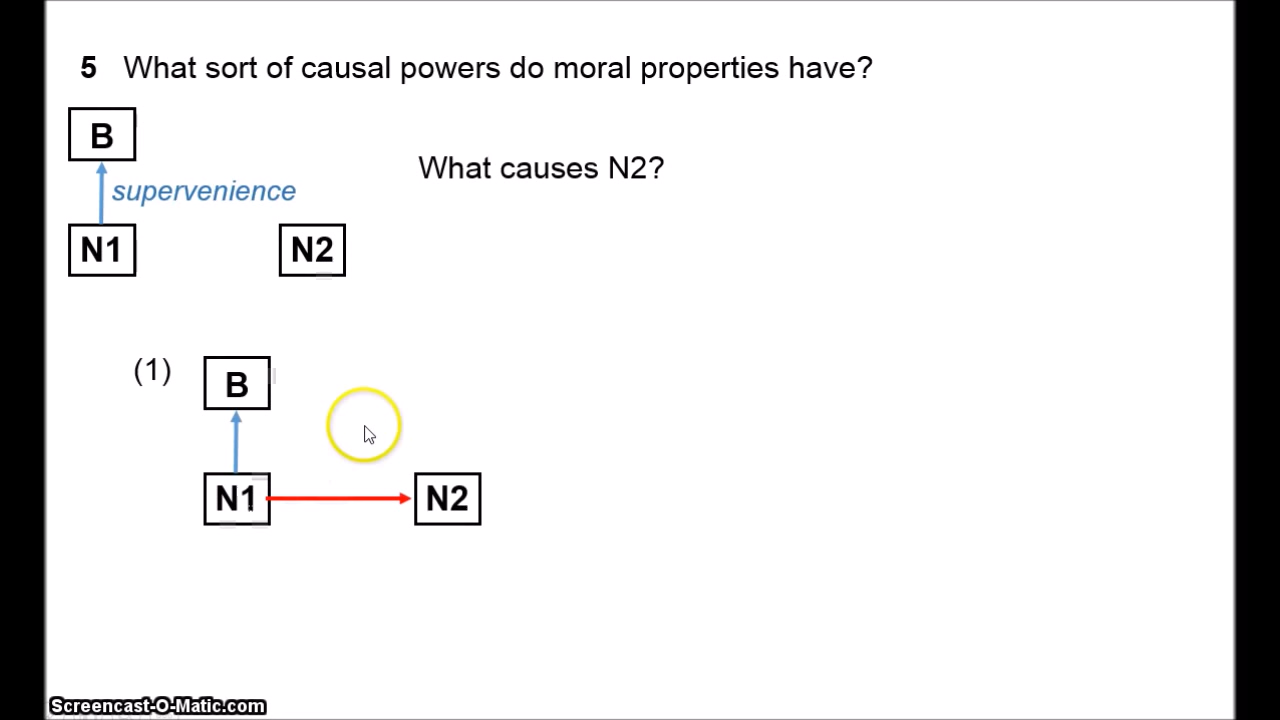 5 What sort of causal powers do moral properties have?
B
What causes N2?
supervenience
N1 N2
(1) B
N1 N2
Screencast-O-Matic.com